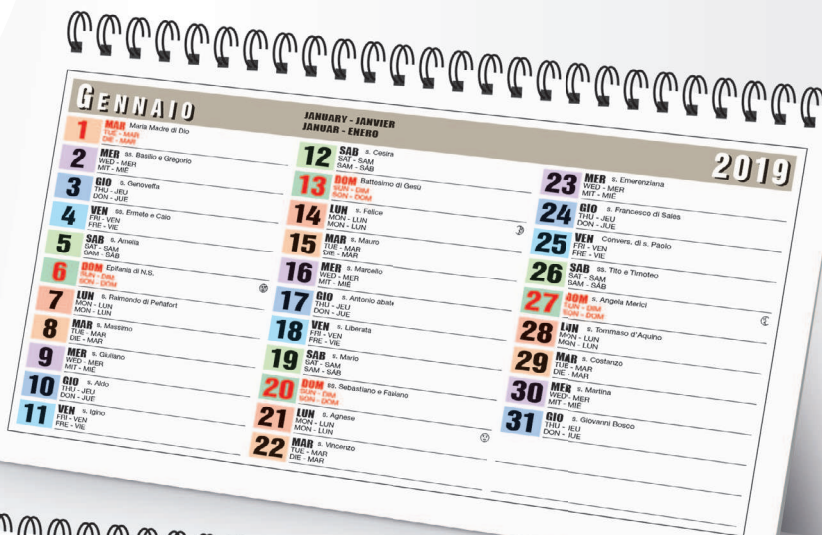 GENNAIO
JANUARY - JANVIER
JANUAR - ENERO
2019
1 MAR Maria Madre di Dio
TUE - MAR
DIE - MAR
2 MER ss. Basilio e Gregorio
WED - MER
MIT - MIÉ
3 GIO s. Genoveffa
THU - JEU
DON - JUE
4 VEN ss. Ermete e Caio
FRI - VEN
FRE - VIE
5 SAB s. Amelia
SAT - SAM
SAM - SÁB
6 DOM Epifania di N.S.
SUN - DIM
SON - DOM
7 LUN s. Raimondo di Peñafort
MON - LUN
MON - LUN
8 MAR s. Massimo
TUE - MAR
DIE - MAR
9 MER s. Giuliano
WED - MER
MIT - MIÉ
10 GIO s. Aldo
THU - JEU
DON - JUE
11 VEN s. Igino
FRI - VEN
FRE - VIE
12 SAB s. Cesira
SAT - SAM
SAM - SÁB
13 DOM Battesimo di Gesù
SUN - DIM
SON - DOM
14 LUN s. Felice
MON - LUN
MON - LUN
15 MAR s. Mauro
TUE - MAR
DIE - MAR
16 MER s. Marcello
WED - MER
MIT - MIÉ
17 GIO s. Antonio abate
THU - JEU
DON - JUE
18 VEN s. Liberata
FRI - VEN
FRE - VIE
19 SAB s. Mario
SAT - SAM
SAM - SÁB
20 DOM ss. Sebastiano e Fabiano
SUN - DIM
SON - DOM
21 LUN s. Agnese
MON - LUN
MON - LUN
22 MAR s. Vincenzo
TUE - MAR
DIE - MAR
23 MER s. Emerenziana
WED - MER
MIT - MIÉ
24 GIO s. Francesco di Sales
THU - JEU
DON - JUE
25 VEN Convers. di s. Paolo
FRI - VEN
FRE - VIE
26 SAB ss. Tito e Timoteo
SAT - SAM
SAM - SÁB
27 DOM s. Angela Merici
SUN - DIM
SON - DOM
28 LUN s. Tommaso d'Aquino
MON - LUN
MON - LUN
29 MAR s. Costanzo
TUE - MAR
DIE - MAR
30 MER s. Martina
WED - MER
MIT - MIÉ
31 GIO s. Giovanni Bosco
THU - JEU
DON - JUE